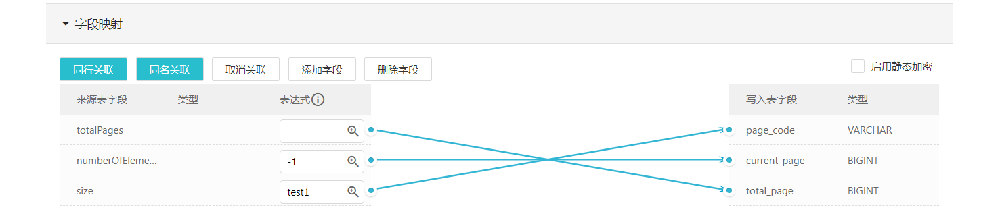 字段映射
同行关联 同名关联 取消关联 添加字段 删除字段 启用静态加密
来源表字段 类型 表达式 写入表字段 类型
totalPages page_code VARCHAR
numberOfEleme... -1 current_page BIGINT
size test1 total_page BIGINT